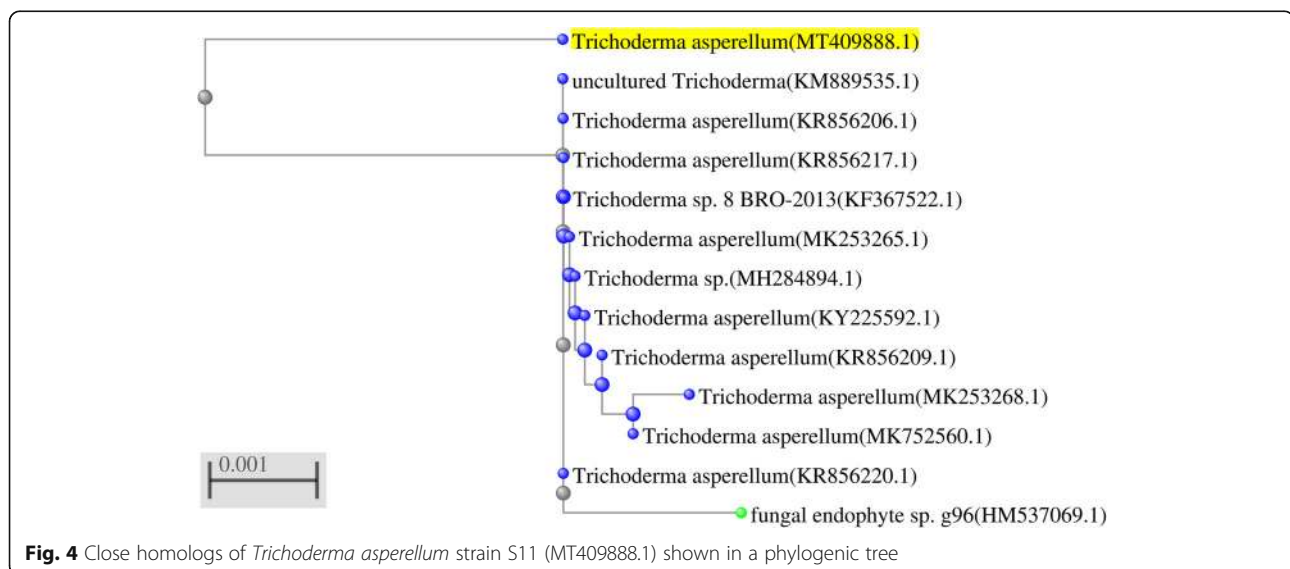 Trichoderma asperellum(MT409888.1)
uncultured Trichoderma(KM889535.1)
Trichoderma asperellum(KR856206.1)
Trichoderma asperellum(KR856217.1)
Trichoderma sp. 8 BRO-2013(KF367522.1)
Trichoderma asperellum(MK253265.1)
Trichoderma sp.(MH284894.1)
Trichoderma asperellum(KY225592.1)
Trichoderma asperellum(KR856209.1)
Trichoderma asperellum(MK253268.1)
Trichoderma asperellum(MK752560.1)
0.001
Trichoderma asperellum(KR856220.1)
fungal endophyte sp. g96(HM537069.1)
Fig. 4 Close homologs of Trichoderma asperellum strain S11 (MT409888.1) shown in a phylogenic tree